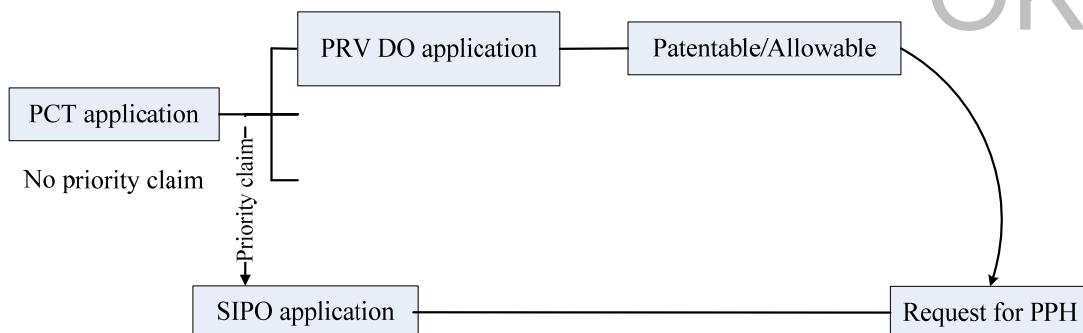 PRV DO application
Patentable/Allowable
PCT application
No priority claim
Priority claim
SIPO application
Request for PPH